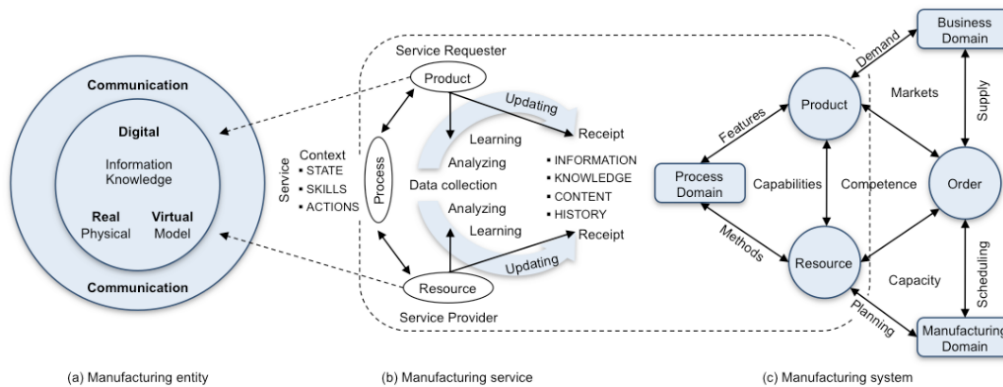 Communication
Digital
Information
Knowledge
Real
Physical
Virtual
Model
Communication
(a) Manufacturing entity
Service Requester
Product
Updating
Learning
Receipt
Analyzing
Service
Context
▪ STATE
▪ SKILLS
▪ ACTIONS
Process
Data collection
▪ INFORMATION
▪ KNOWLEDGE
▪ CONTENT
▪ HISTORY
Analyzing
Learning
Receipt
Updating
Resource
Service Provider
(b) Manufacturing service
Business
Domain
Demand
Product
Markets
Supply
Features
Process
Domain
Capabilities
Competence
Order
Methods
Resource
Capacity
Scheduling
Planning
Manufacturing
Domain
(c) Manufacturing system